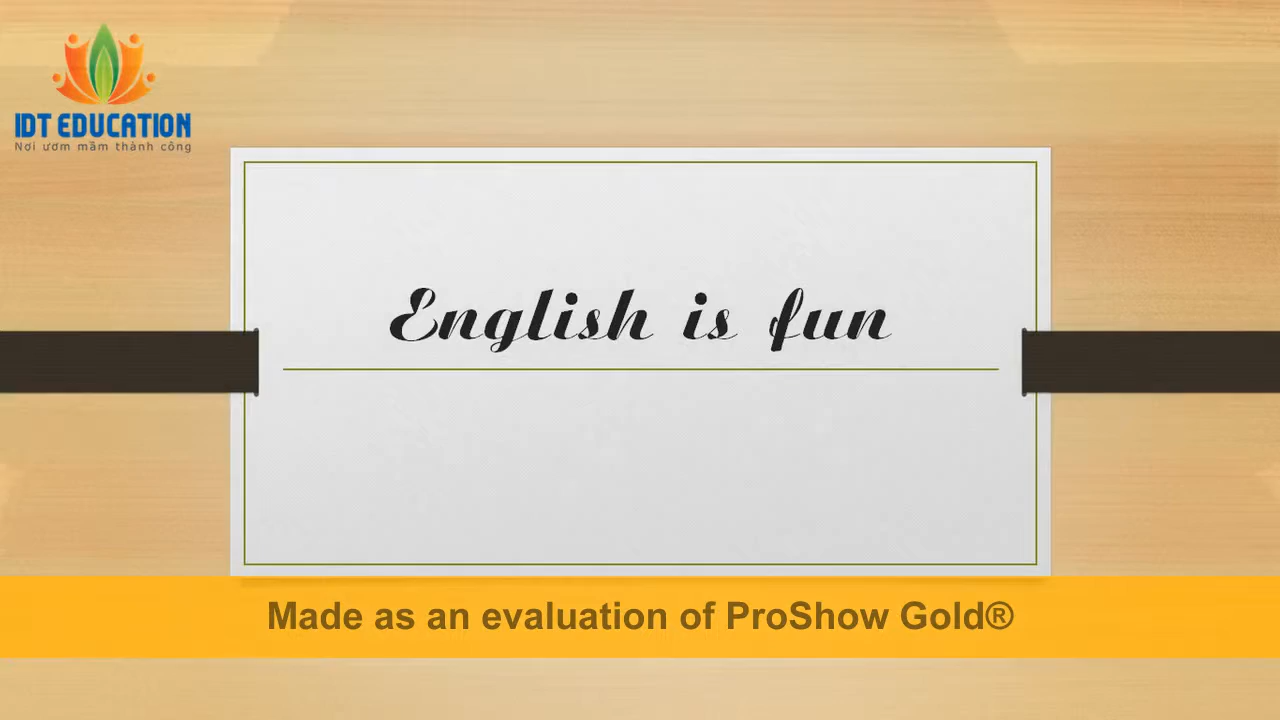 IDT EDUCATION
Nơi ươm mầm thành công
English is fun
Made as an evaluation of ProShow Gold®